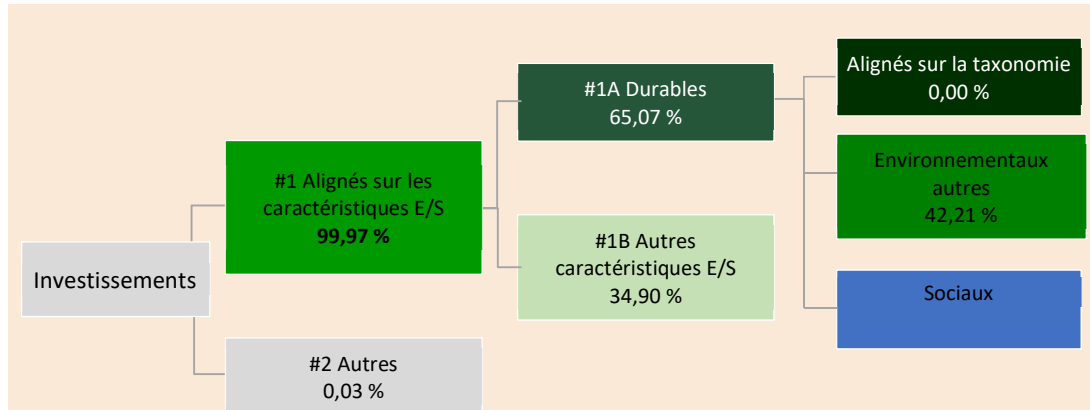 Investissements
#1 Alignés sur les
caractéristiques E/S
99,97 %
#2 Autres
0,03 %
#1A Durables
65,07 %
#1B Autres
caractéristiques E/S
34,90 %
Alignés sur la taxonomie
0,00 %
Environnementaux
autres
42,21 %
Sociaux